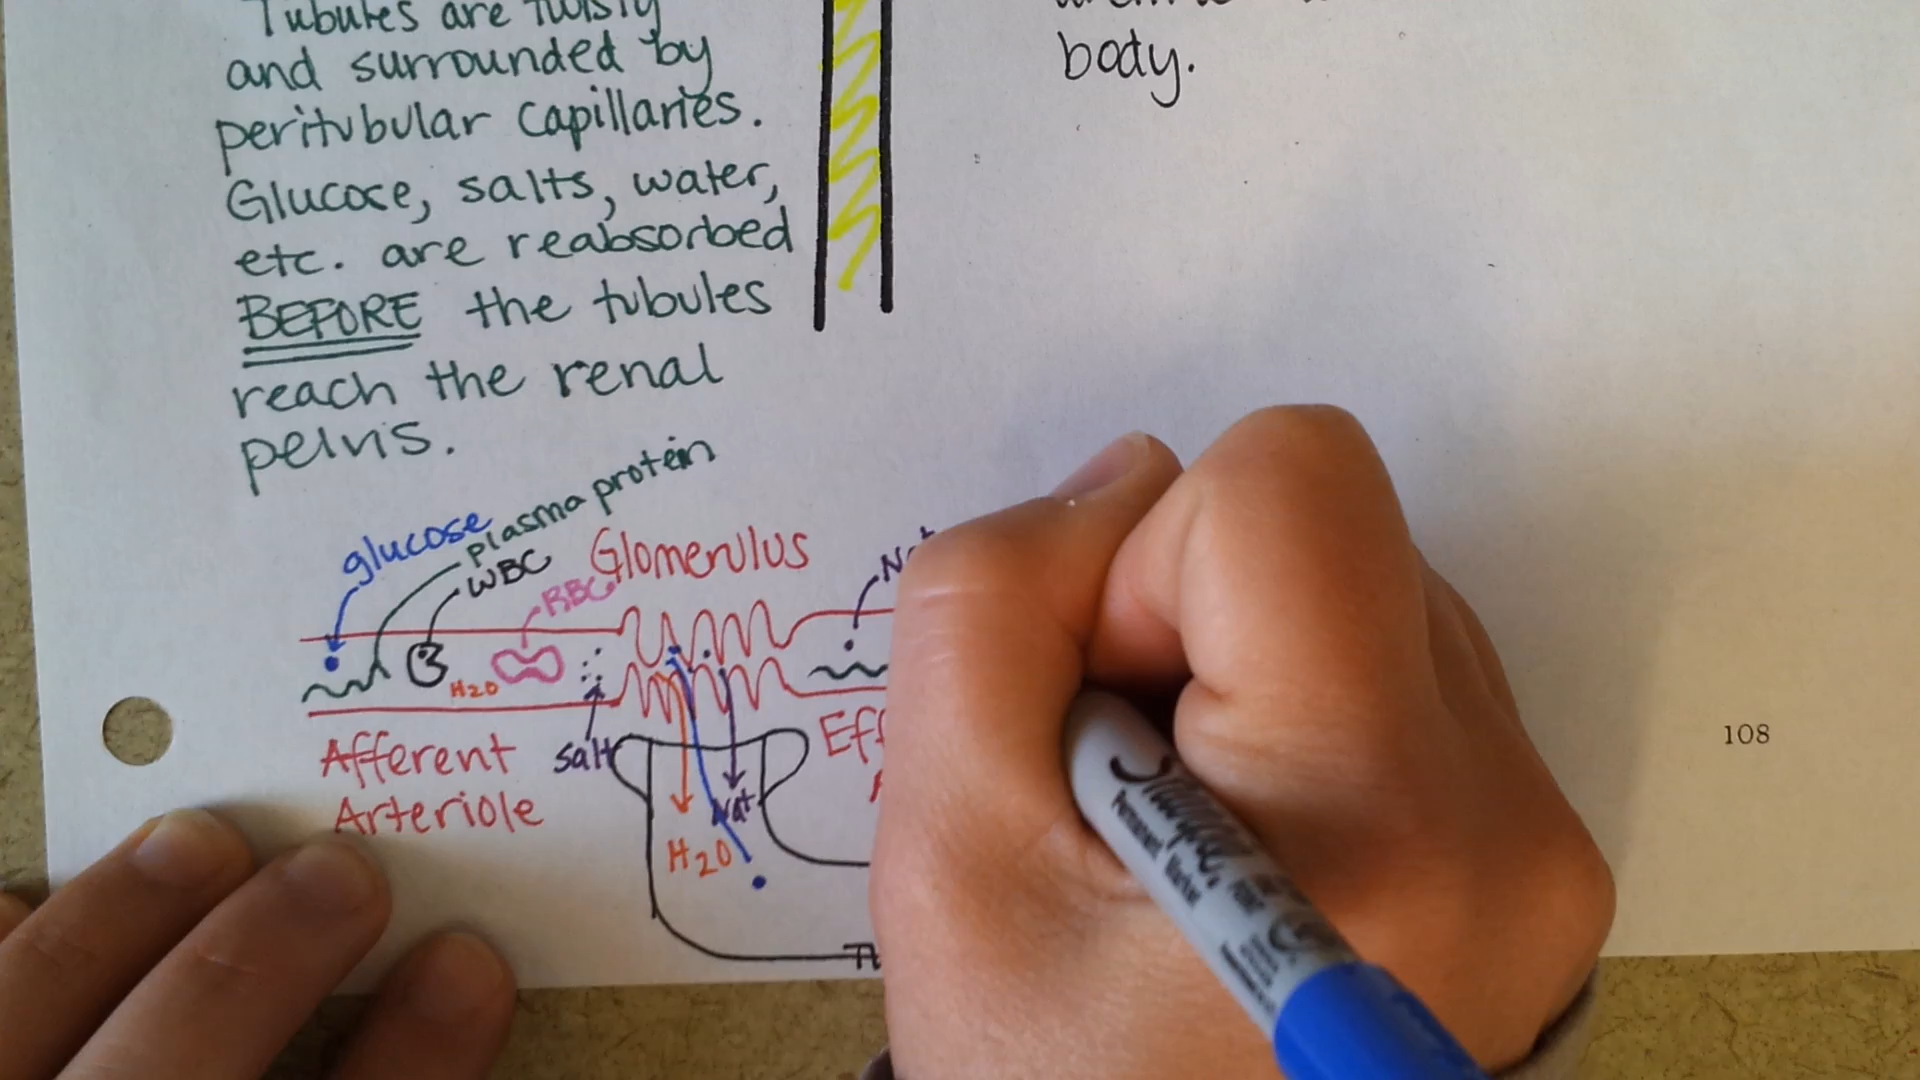 Tubules are twisty
and surrounded by
peritubular capillaries.
Glucose, salts, water,
etc. are reabsorbed
BEFORE the tubules
reach the renal
pelvis.
body.
glucose
plasma protein
WBC
RBC
Glomerulus
H2O
salt
Afferent
Arteriole
Na+
H2O
108
Permanent Marker